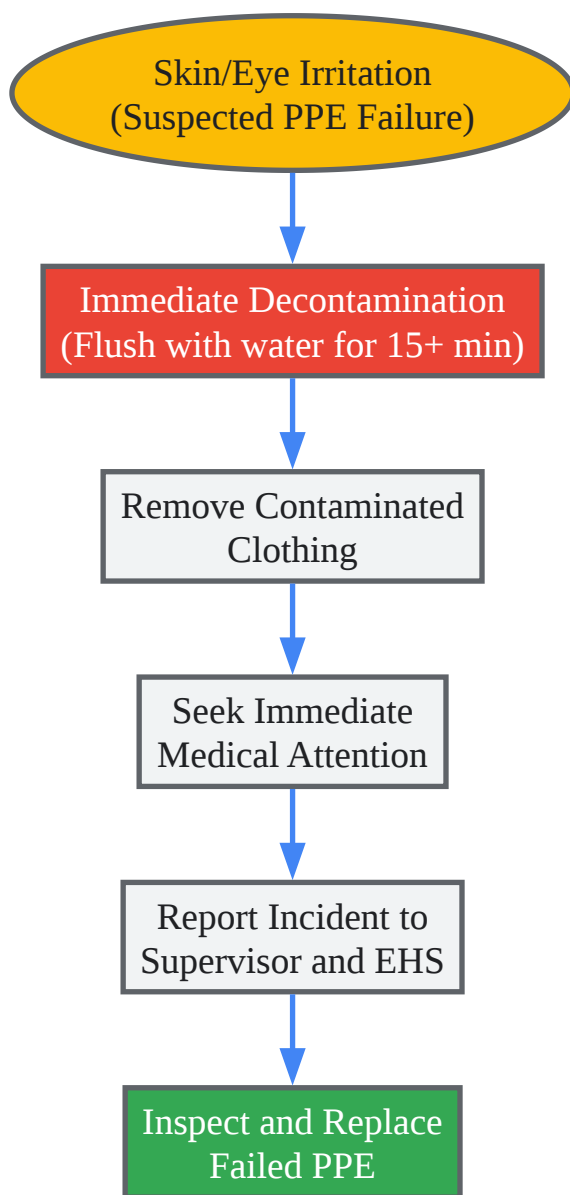 Skin/Eye Irritation
(Suspected PPE Failure)
Immediate Decontamination
(Flush with water for 15+ min)
Remove Contaminated
Clothing
Seek Immediate
Medical Attention
Report Incident to
Supervisor and EHS
Inspect and Replace
Failed PPE